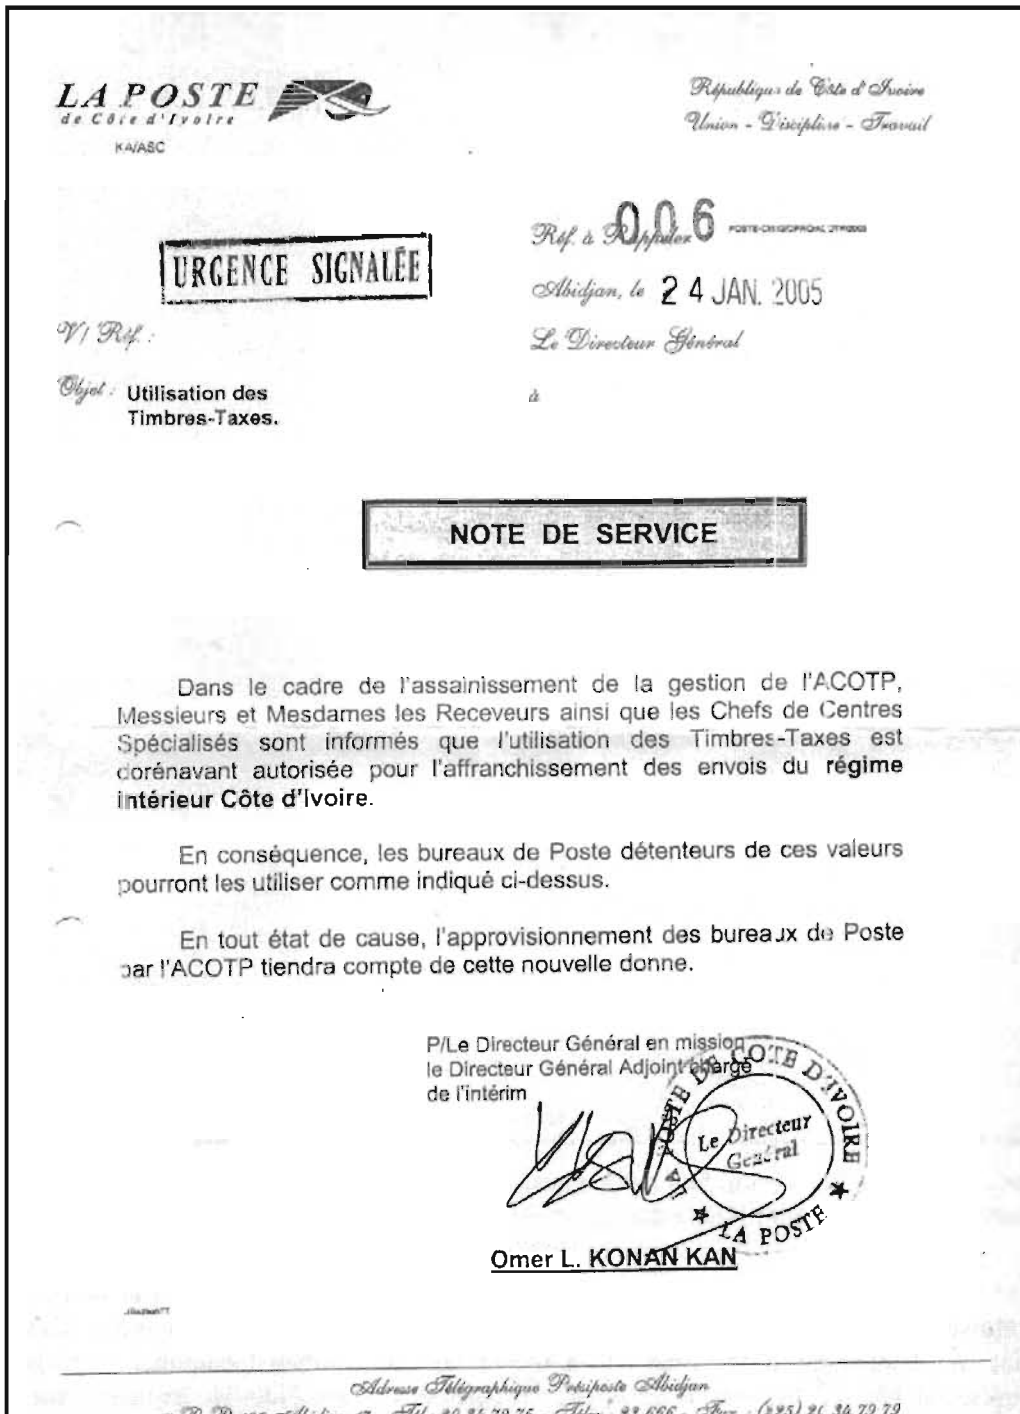 LA POSTE
de Côte d'Ivoire
KA/ASC
République de Côte d'Ivoire
Union - Discipline - Travail
URGENCE SIGNALÉE
Réf. à Rappeler 006
Abidjan, le 24 JAN. 2005
V/ Réf. :
Le Directeur Général
Objet : Utilisation des
Timbres-Taxes.
à
NOTE DE SERVICE
Dans le cadre de l'assainissement de la gestion de l'ACOTP,
Messieurs et Mesdames les Receveurs ainsi que les Chefs de Centres
Spécialisés sont informés que l'utilisation des Timbres-Taxes est
dorénavant autorisée pour l'affranchissement des envois du régime
intérieur Côte d'Ivoire.
En conséquence, les bureaux de Poste détenteurs de ces valeurs
pourront les utiliser comme indiqué ci-dessus.
En tout état de cause, l'approvisionnement des bureaux de Poste
par l'ACOTP tiendra compte de cette nouvelle donne.
P/Le Directeur Général en mission
le Directeur Général Adjoint chargé
de l'intérim
LA POSTE DE COTE D'IVOIRE
Le Directeur
Général
★ LA POSTE ★
Omer L. KONAN KAN
Adresse Télégraphique Présiposte Abidjan